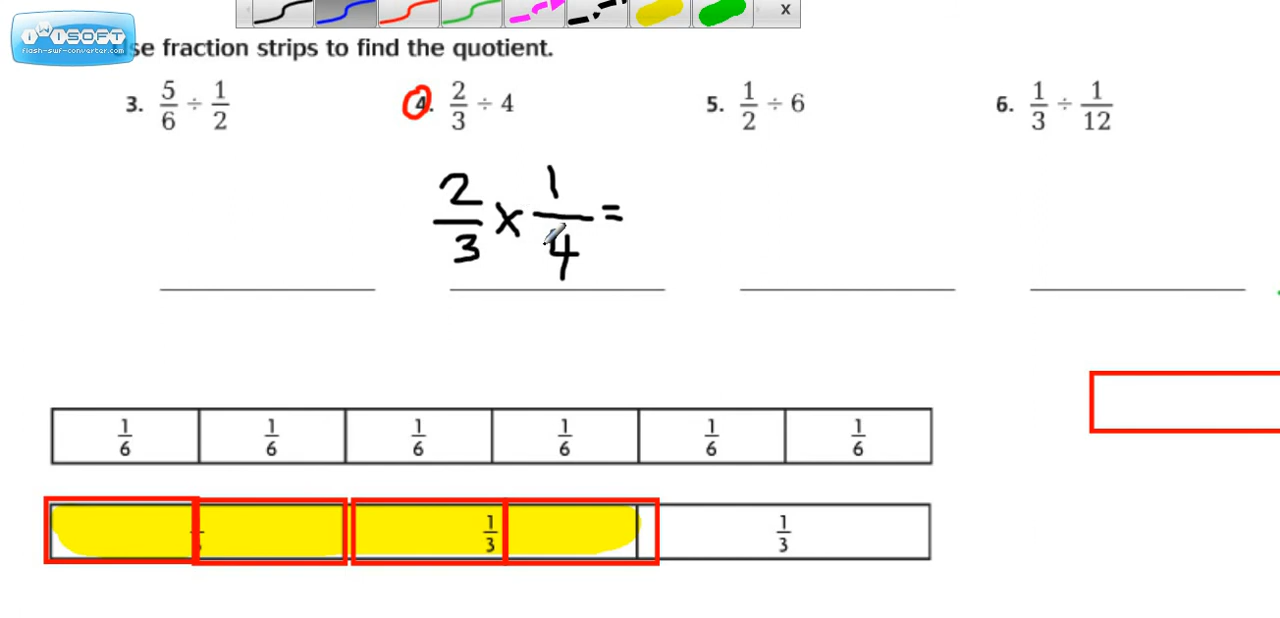 x
iWiSOFT
flash-swf-converter.com
se fraction strips to find the quotient.
3. 5/6 ÷ 1/2
4. 2/3 ÷ 4
5. 1/2 ÷ 6
6. 1/3 ÷ 1/12
2/3 x 1/4 =
1/6 1/6 1/6 1/6 1/6 1/6
1/3 1/3